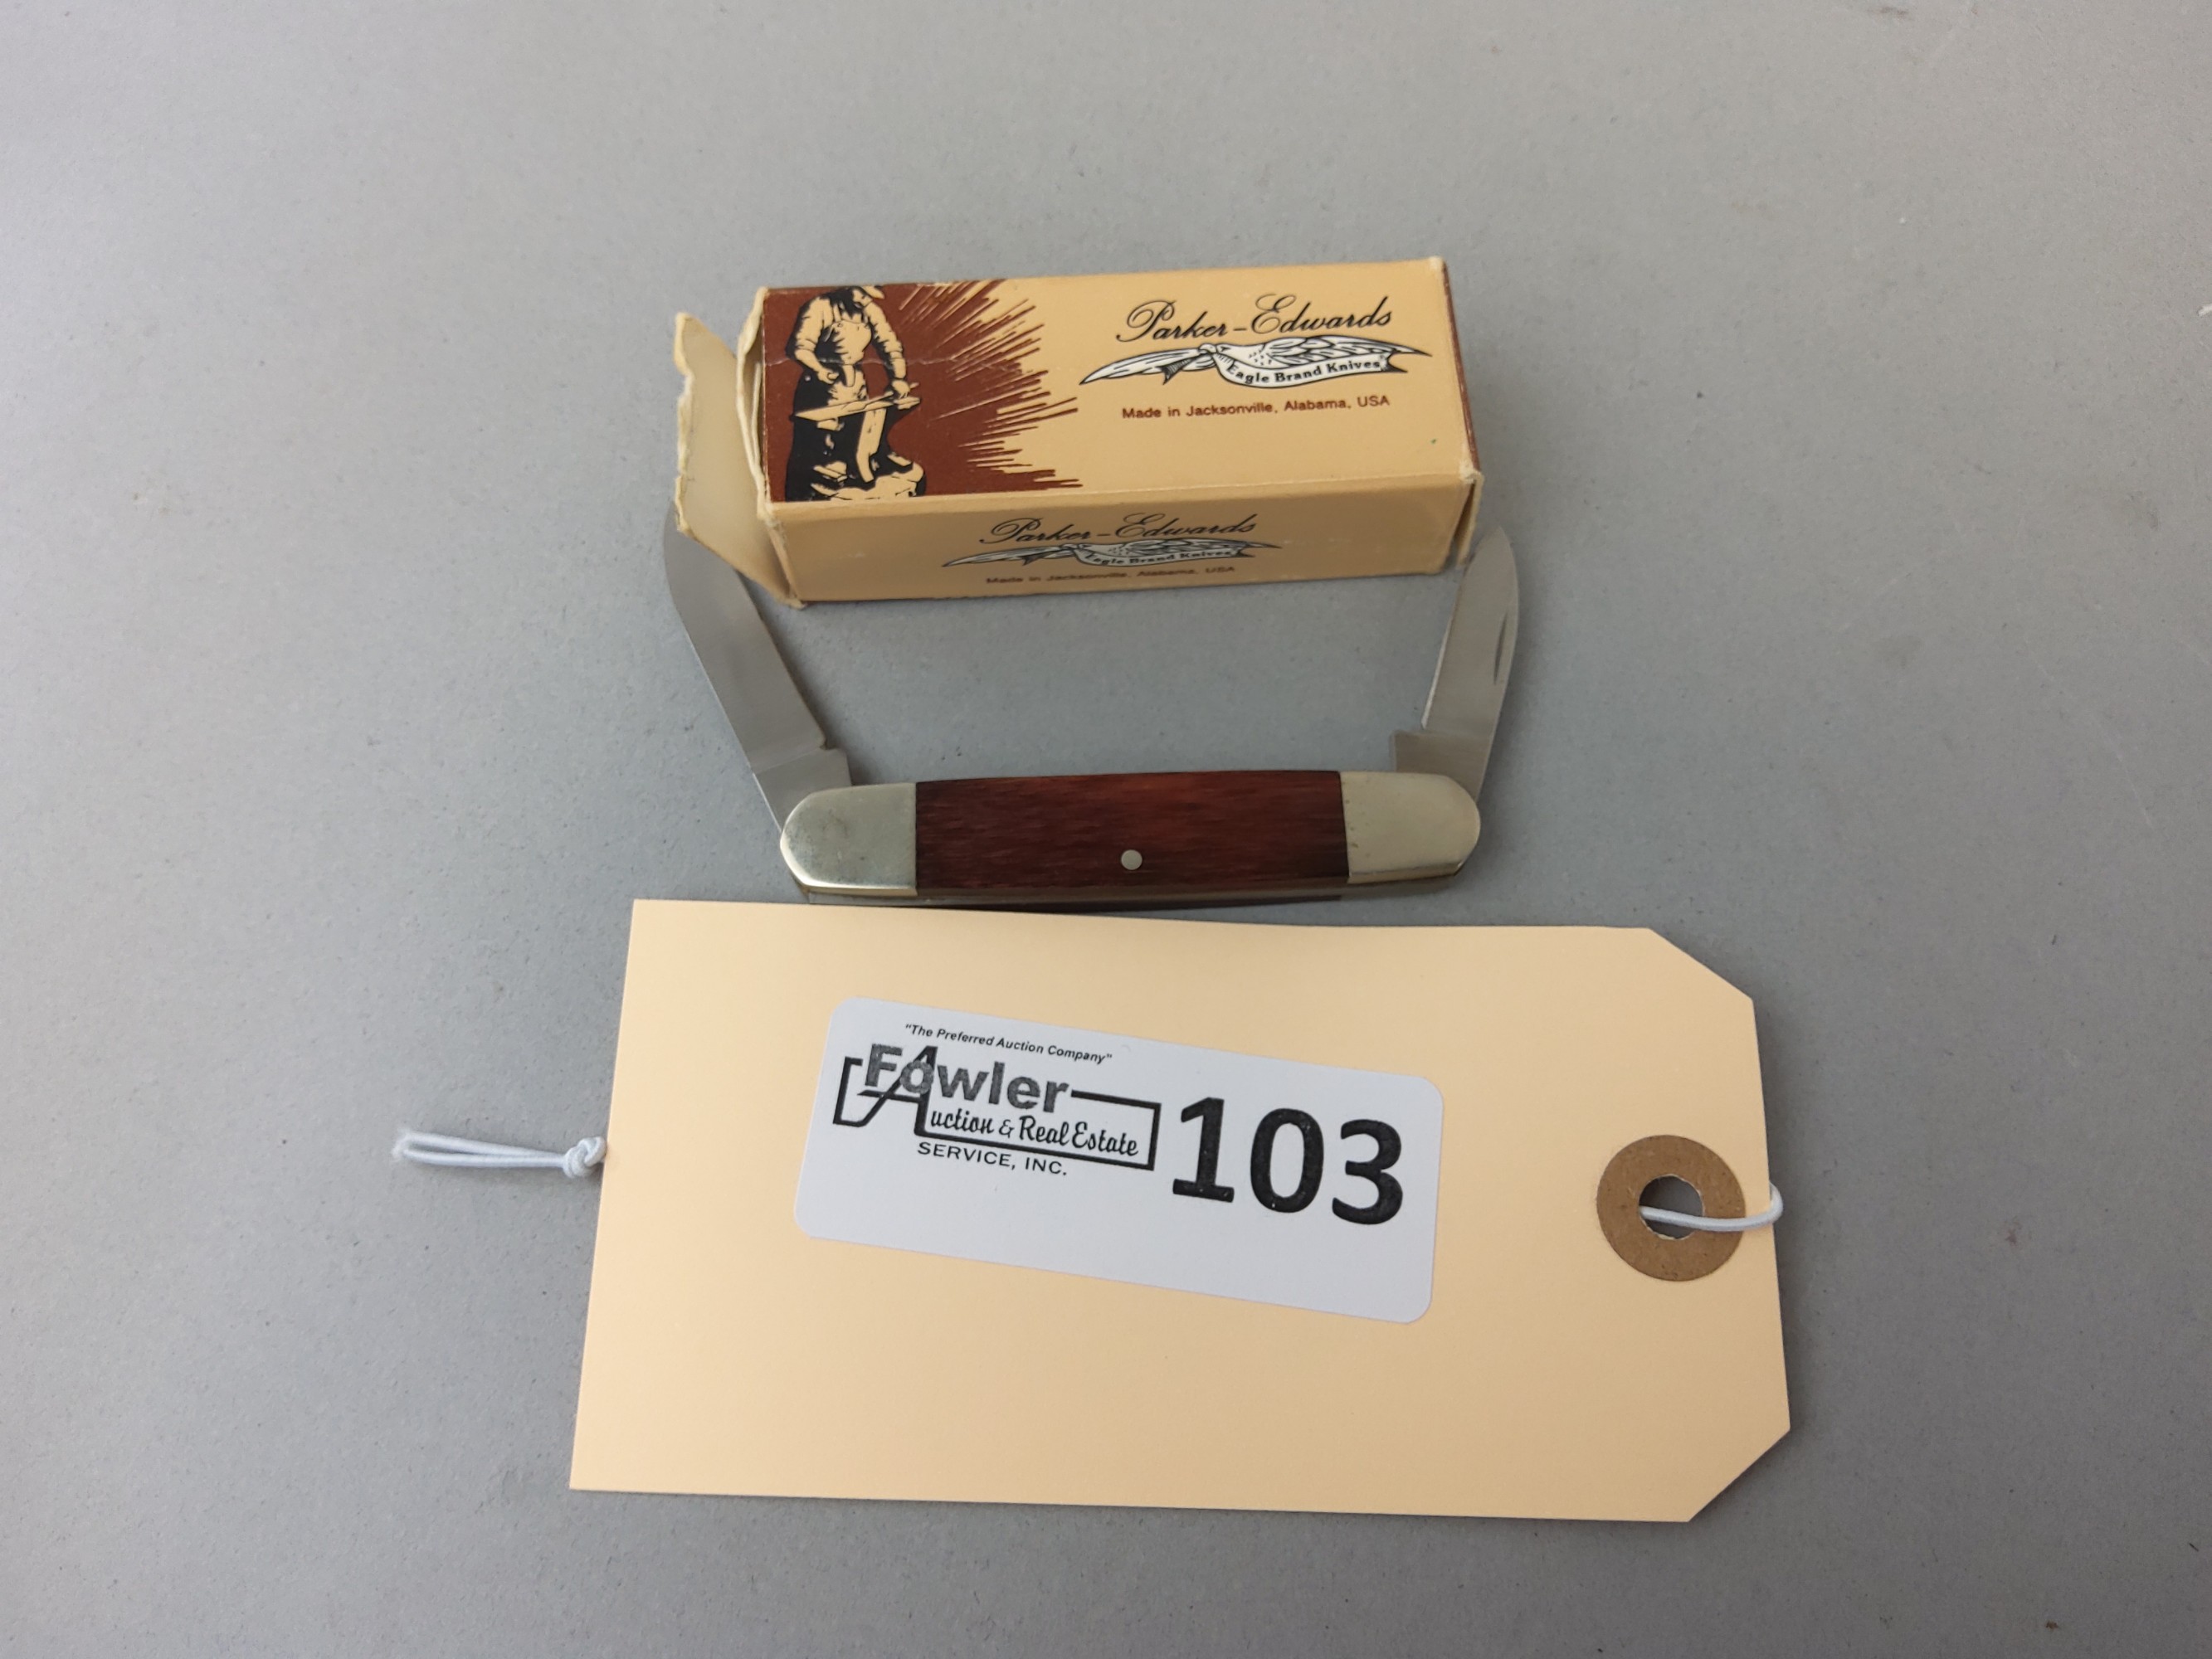 Parker-Edwards
Eagle Brand Knives
Made in Jacksonville, Alabama, USA
Parker-Edwards
Eagle Brand Knives
Made in Jacksonville, Alabama, USA
"The Preferred Auction Company"
Fowler
Auction & Real Estate
SERVICE, INC.
103